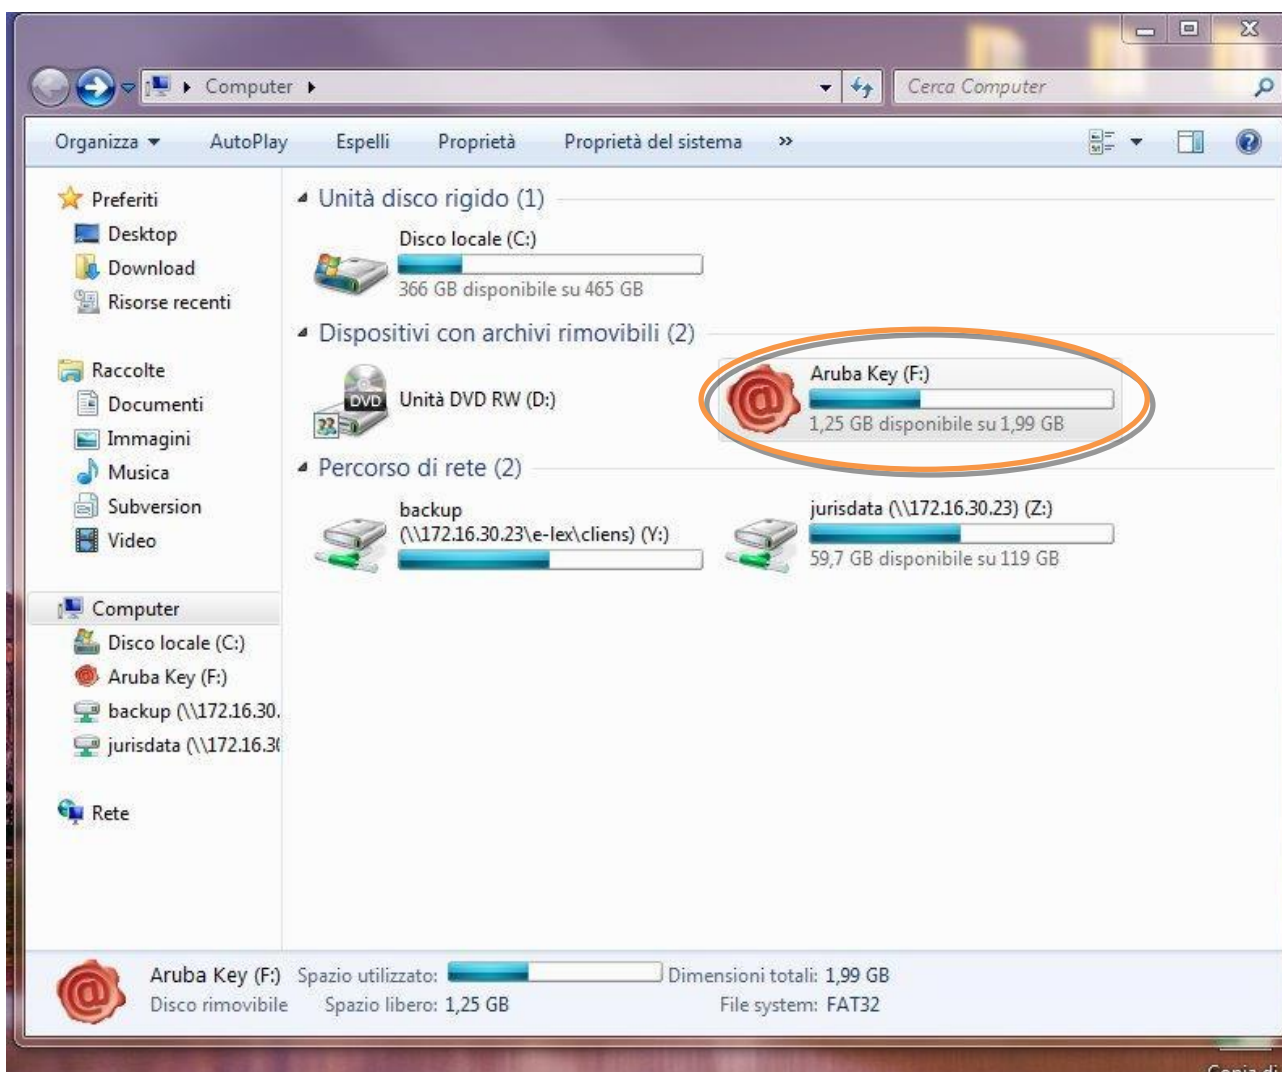 Computer
Cerca Computer
Organizza
AutoPlay
Espelli
Proprietà
Proprietà del sistema
»
Preferiti
Desktop
Download
Risorse recenti
Raccolte
Documenti
Immagini
Musica
Subversion
Video
Computer
Disco locale (C:)
Aruba Key (F:)
backup (\\172.16.30.
jurisdata (\\172.16.30
Rete
Unità disco rigido (1)
Disco locale (C:)
366 GB disponibile su 465 GB
Dispositivi con archivi rimovibili (2)
DVD
Unità DVD RW (D:)
Aruba Key (F:)
1,25 GB disponibile su 1,99 GB
Percorso di rete (2)
backup
(\\172.16.30.23\e-lex\cliens) (Y:)
jurisdata (\\172.16.30.23) (Z:)
59,7 GB disponibile su 119 GB
Aruba Key (F:) Spazio utilizzato: Dimensioni totali: 1,99 GB
Disco rimovibile Spazio libero: 1,25 GB File system: FAT32